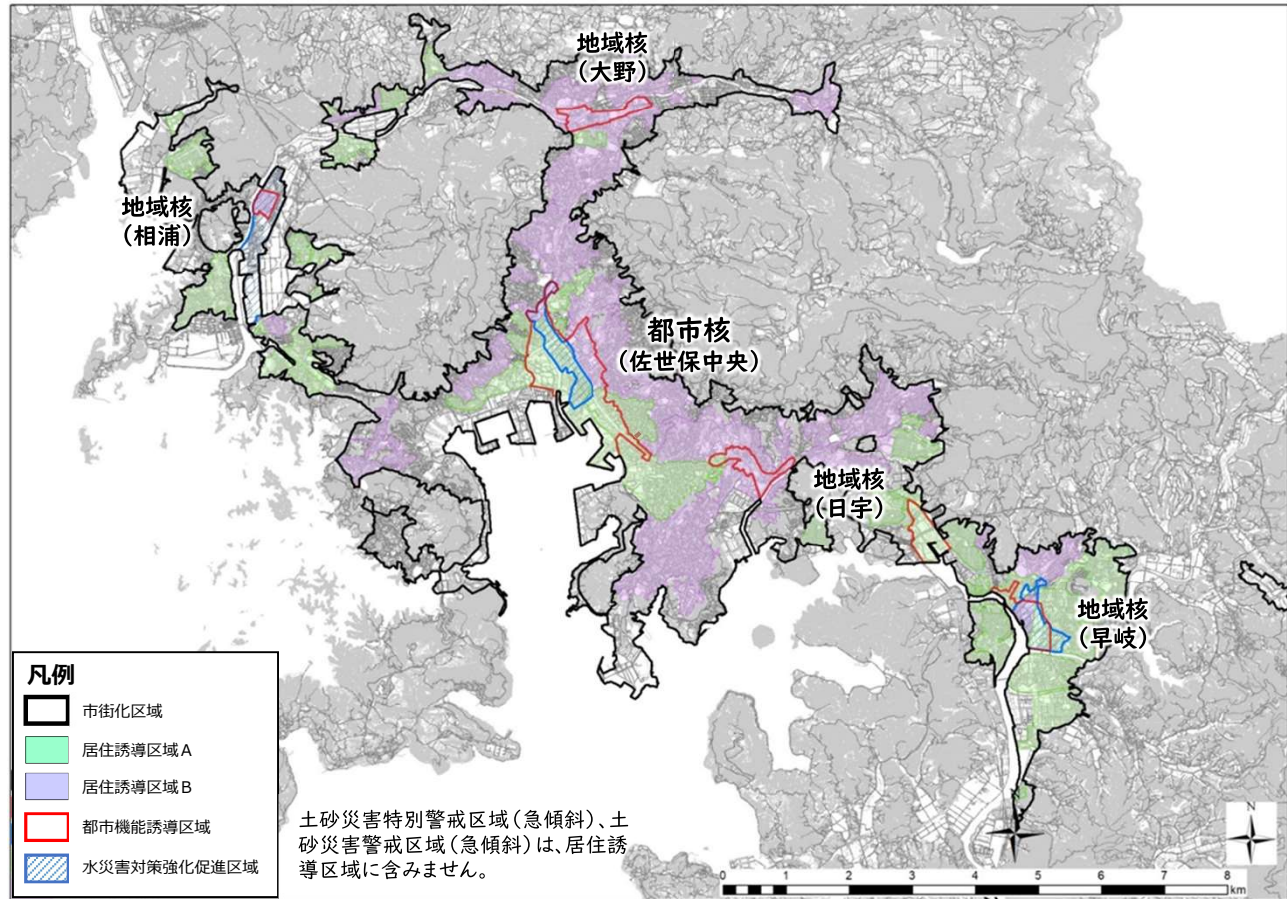 地域核
(大野)
地域核
(相浦)
都市核
(佐世保中央)
地域核
(日宇)
地域核
(早岐)
凡例
市街化区域
居住誘導区域A
居住誘導区域B
都市機能誘導区域
水災害対策強化促進区域
土砂災害特別警戒区域(急傾斜)、土
砂災害警戒区域(急傾斜)は、居住誘
導区域に含みません。
N
0 1 2 3 4 5 6 7 8
km